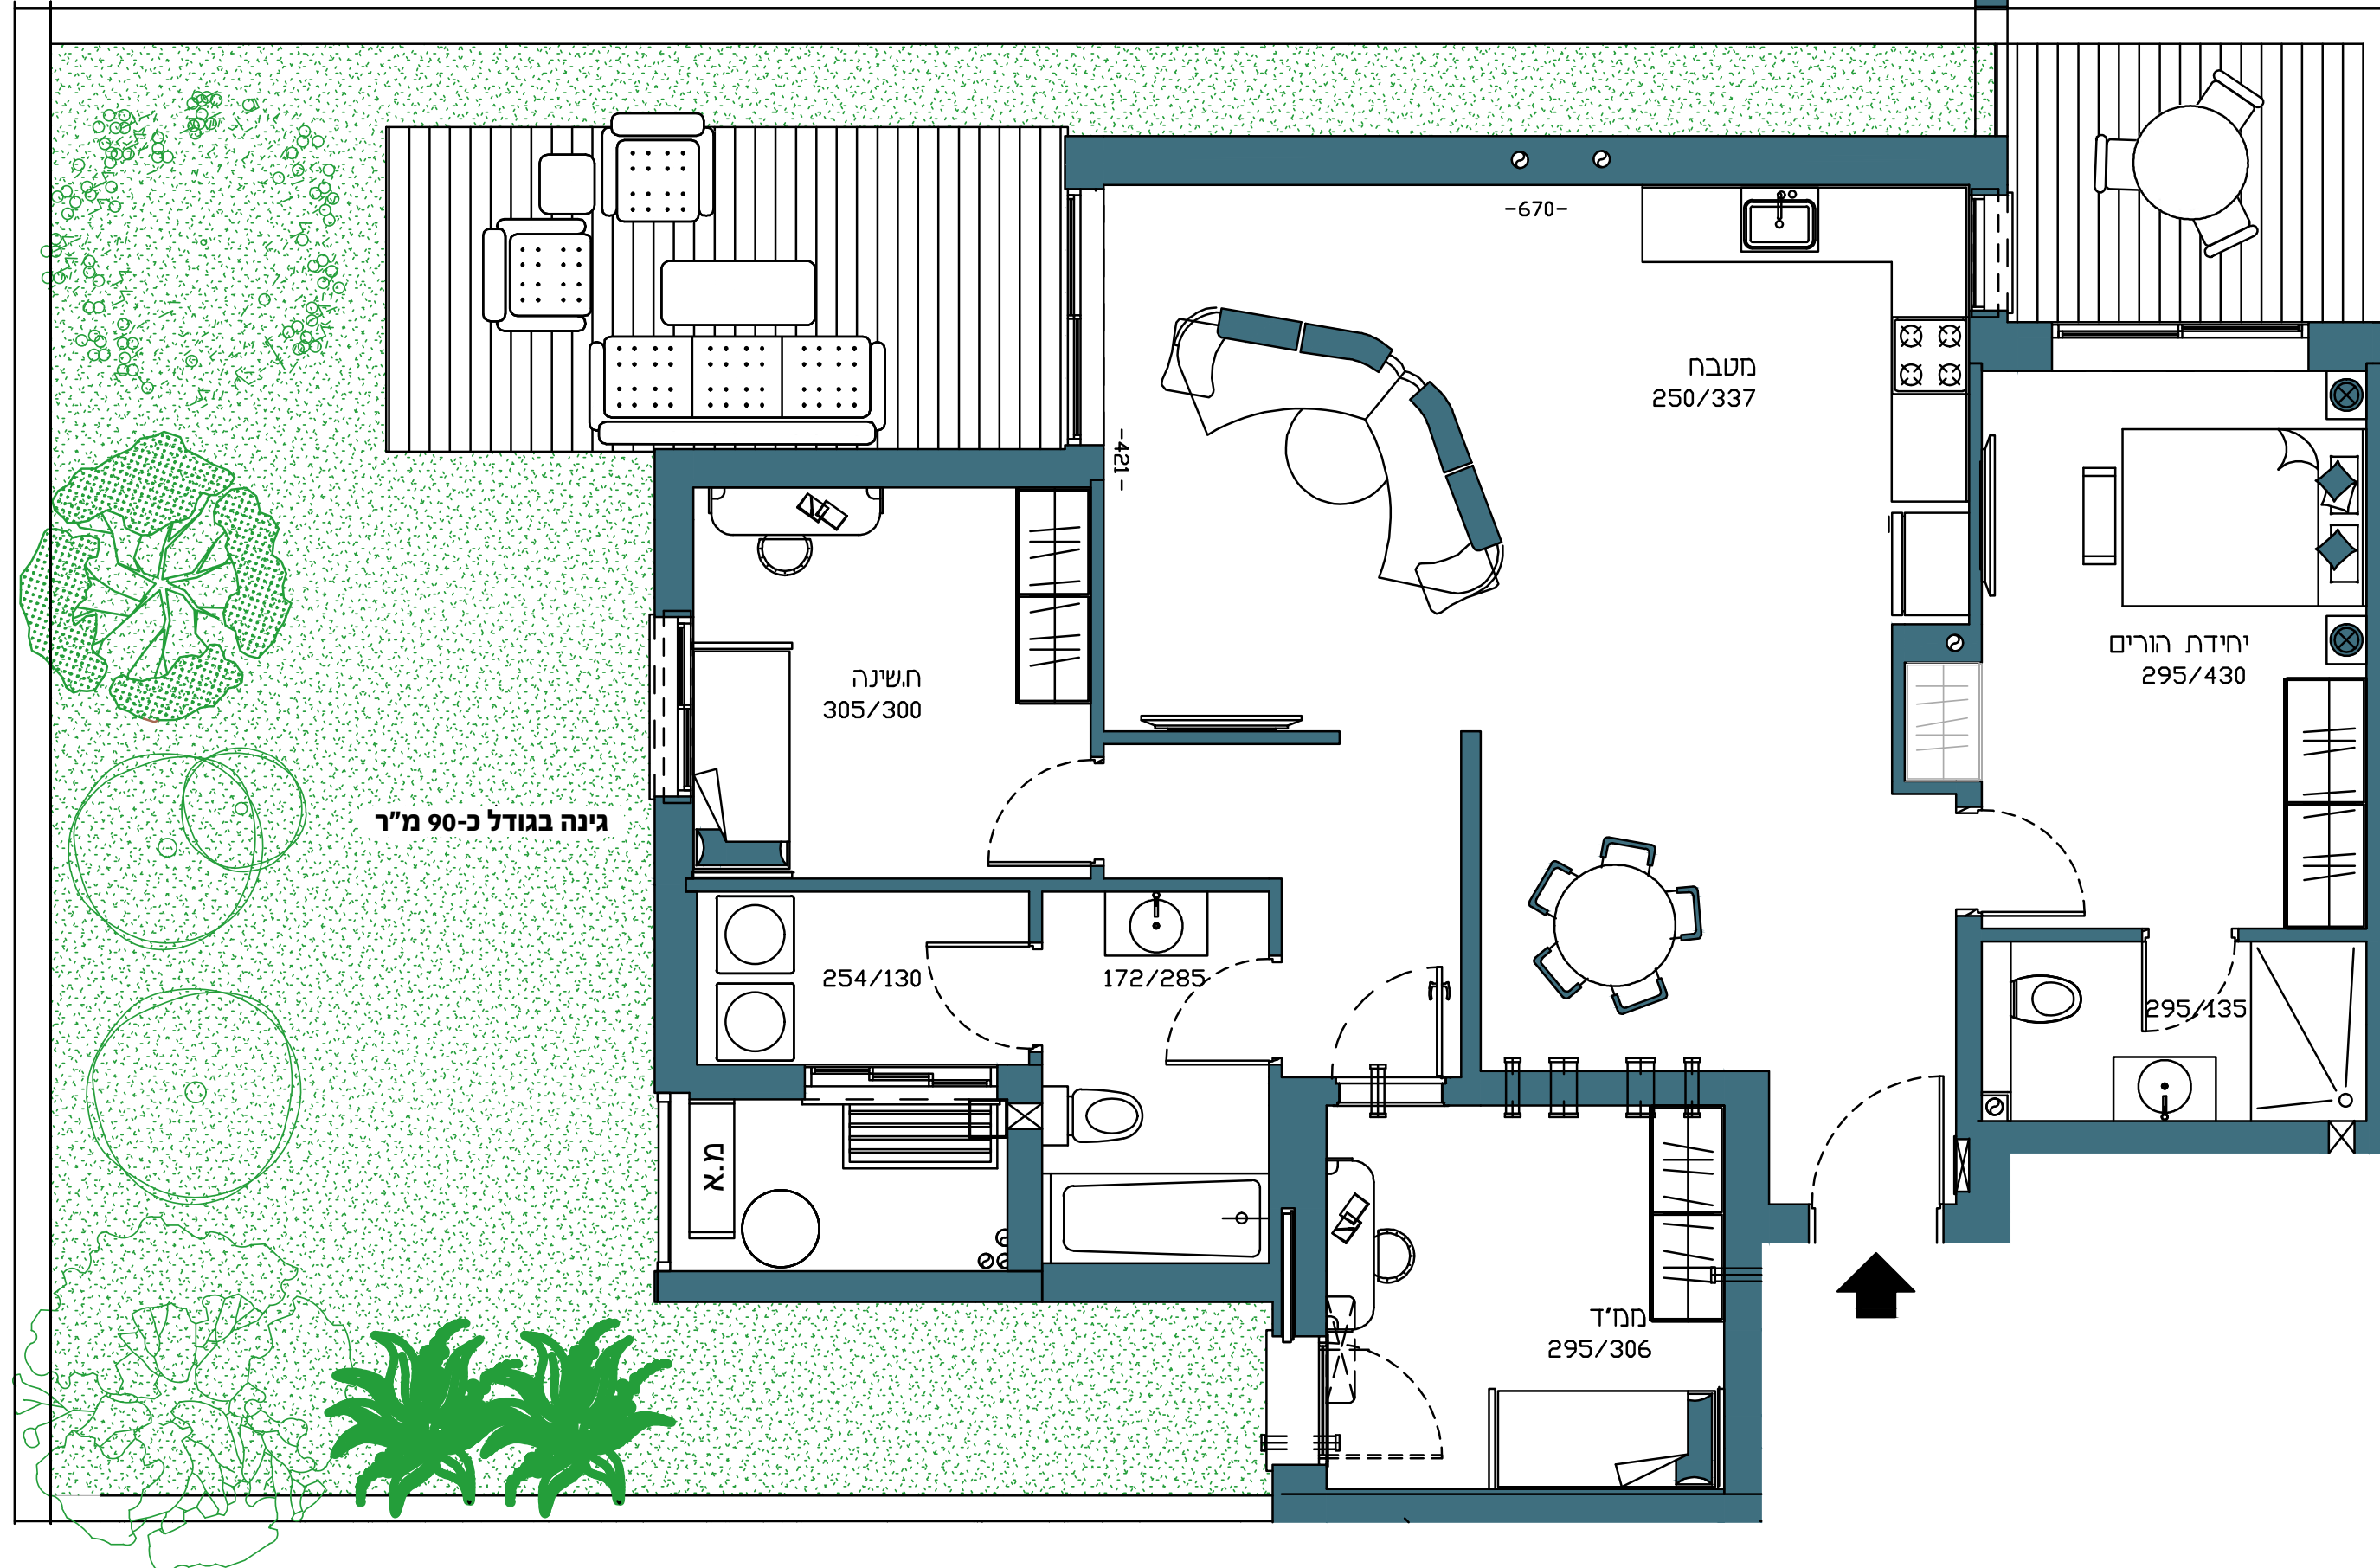 -670-
-421-
מטבח
250/337
יחידת הורים
295/430
ח.שינה
305/300
גינה בגודל כ-90 מ"ר
254/130
172/285
295/135
מ.א
ממ'ד
295/306